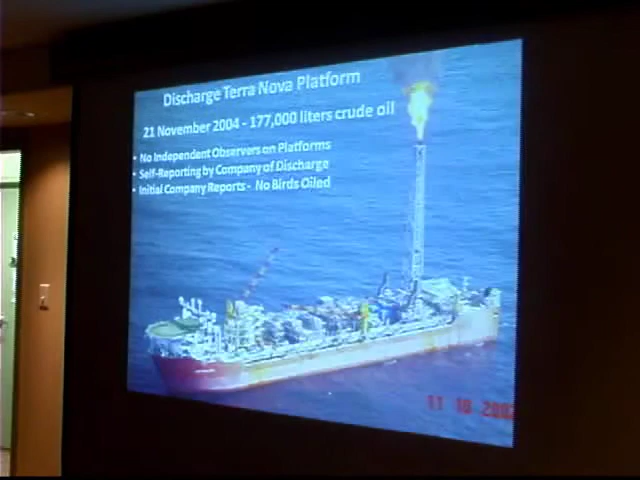 Discharge Terra Nova Platform
21 November 2004 - 177,000 liters crude oil
• No Independent Observers on Platforms
• Self-Reporting by Company of Discharge
• Initial Company Reports - No Birds Oiled
11 10 200